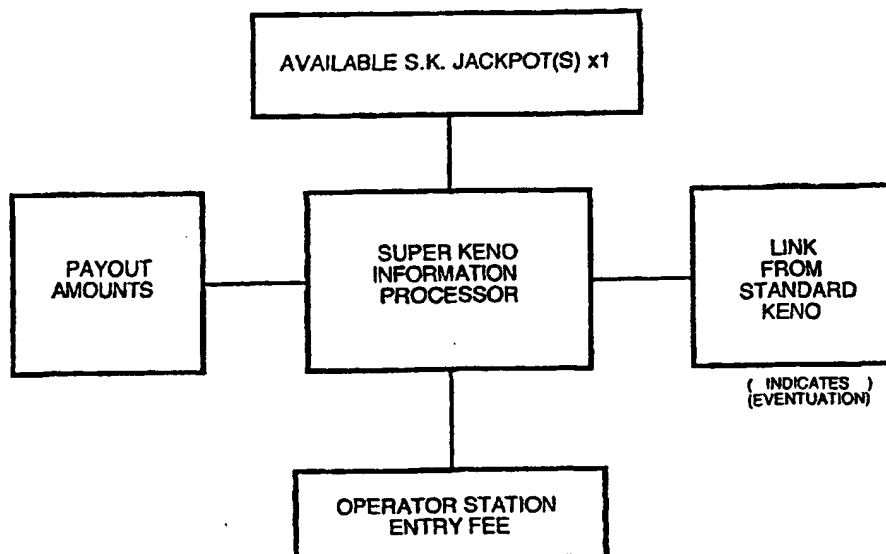 AVAILABLE S.K. JACKPOT(S) x1
PAYOUT
AMOUNTS
SUPER KENO
INFORMATION
PROCESSOR
LINK
FROM
STANDARD
KENO
( INDICATES )
(EVENTUATION)
OPERATOR STATION
ENTRY FEE